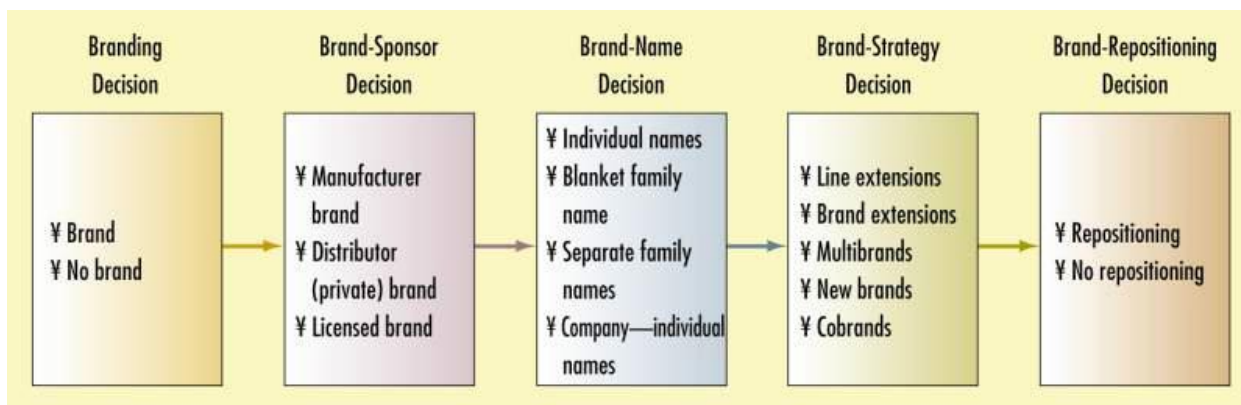 Branding
Decision
Brand-Sponsor
Decision
Brand-Name
Decision
Brand-Strategy
Decision
Brand-Repositioning
Decision
¥ Brand
¥ No brand
¥ Manufacturer
brand
¥ Distributor
(private) brand
¥ Licensed brand
¥ Individual names
¥ Blanket family
name
¥ Separate family
names
¥ Company—individual
names
¥ Line extensions
¥ Brand extensions
¥ Multibrands
¥ New brands
¥ Cobrands
¥ Repositioning
¥ No repositioning